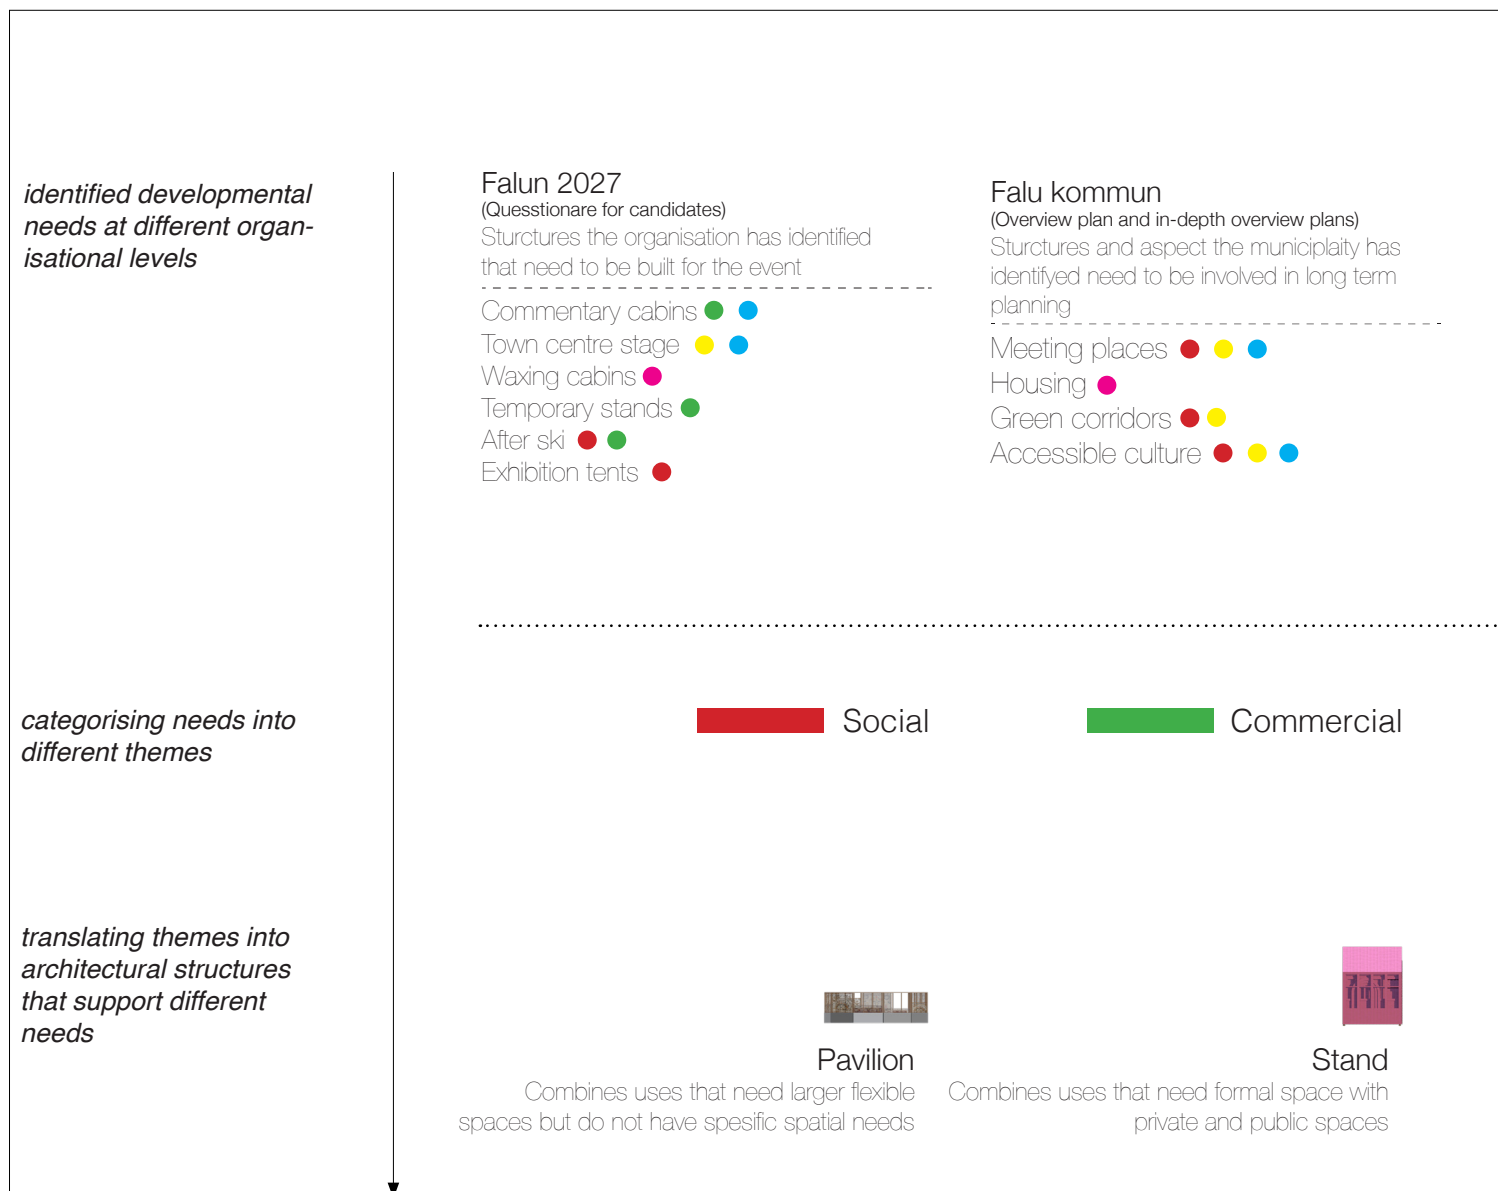 identified developmental
needs at different organ-
isational levels
Falun 2027
(Quesstionare for candidates)
Sturctures the organisation has identified
that need to be built for the event
Commentary cabins
Town centre stage
Waxing cabins
Temporary stands
After ski
Exhibition tents
Falu kommun
(Overview plan and in-depth overview plans)
Sturctures and aspect the municiplaity has
identifyed need to be involved in long term
planning
Meeting places
Housing
Green corridors
Accessible culture
categorising needs into
different themes
Social
Commercial
translating themes into
architectural structures
that support different
needs
Pavilion
Combines uses that need larger flexible
spaces but do not have spesific spatial needs
Stand
Combines uses that need formal space with
private and public spaces